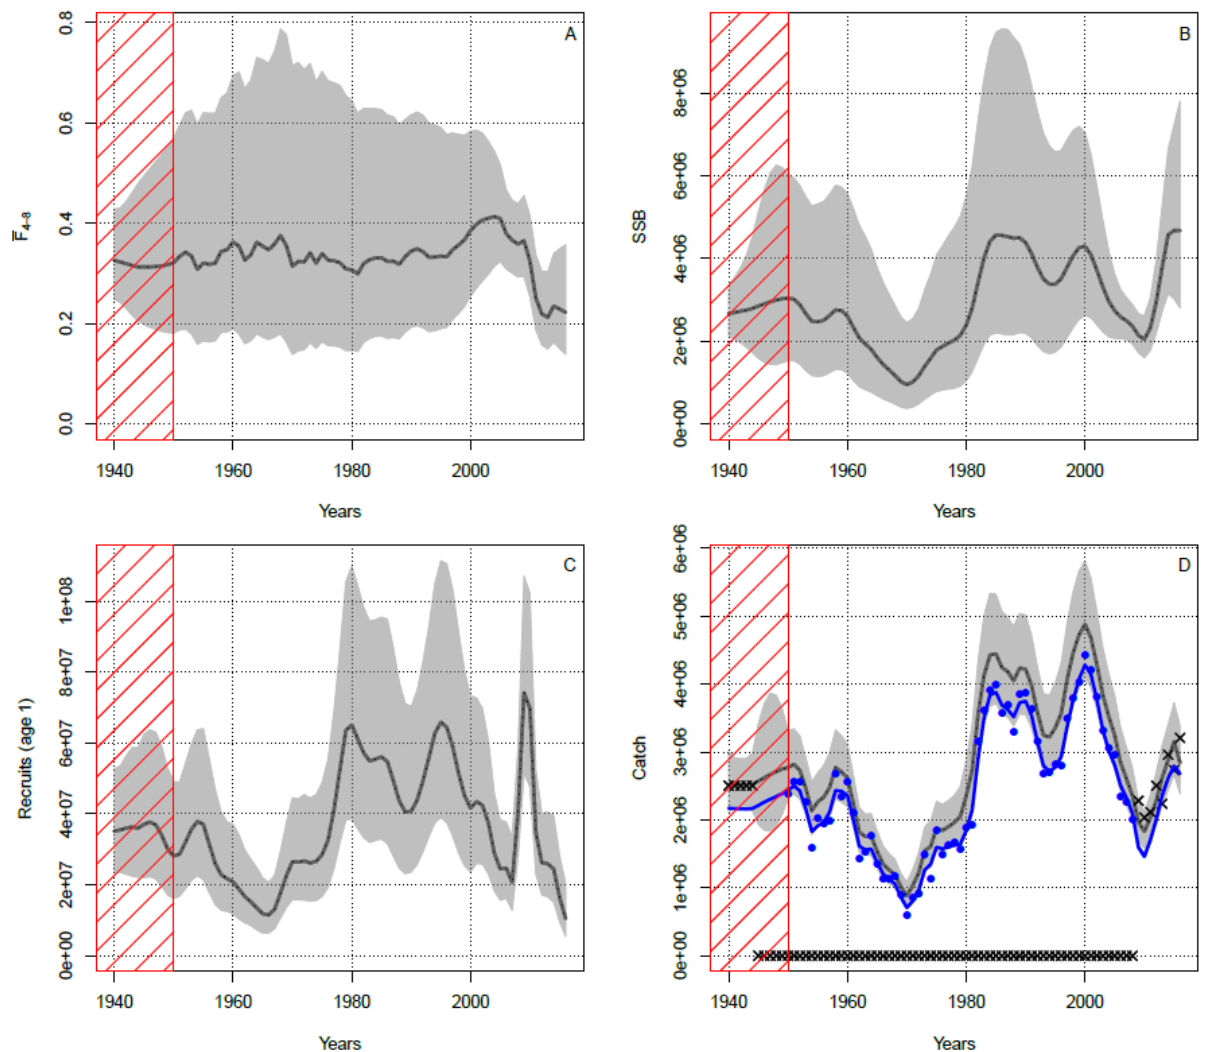 A
0.8
0.6
0.4
0.2
0.0
F̅4−8
1940 1960 1980 2000
Years
B
8e+06
6e+06
4e+06
2e+06
0e+00
SSB
1940 1960 1980 2000
Years
C
1e+08
8e+07
6e+07
4e+07
2e+07
0e+00
Recruits (age 1)
1940 1960 1980 2000
Years
D
6e+06
5e+06
4e+06
3e+06
2e+06
1e+06
0e+00
Catch
1940 1960 1980 2000
Years